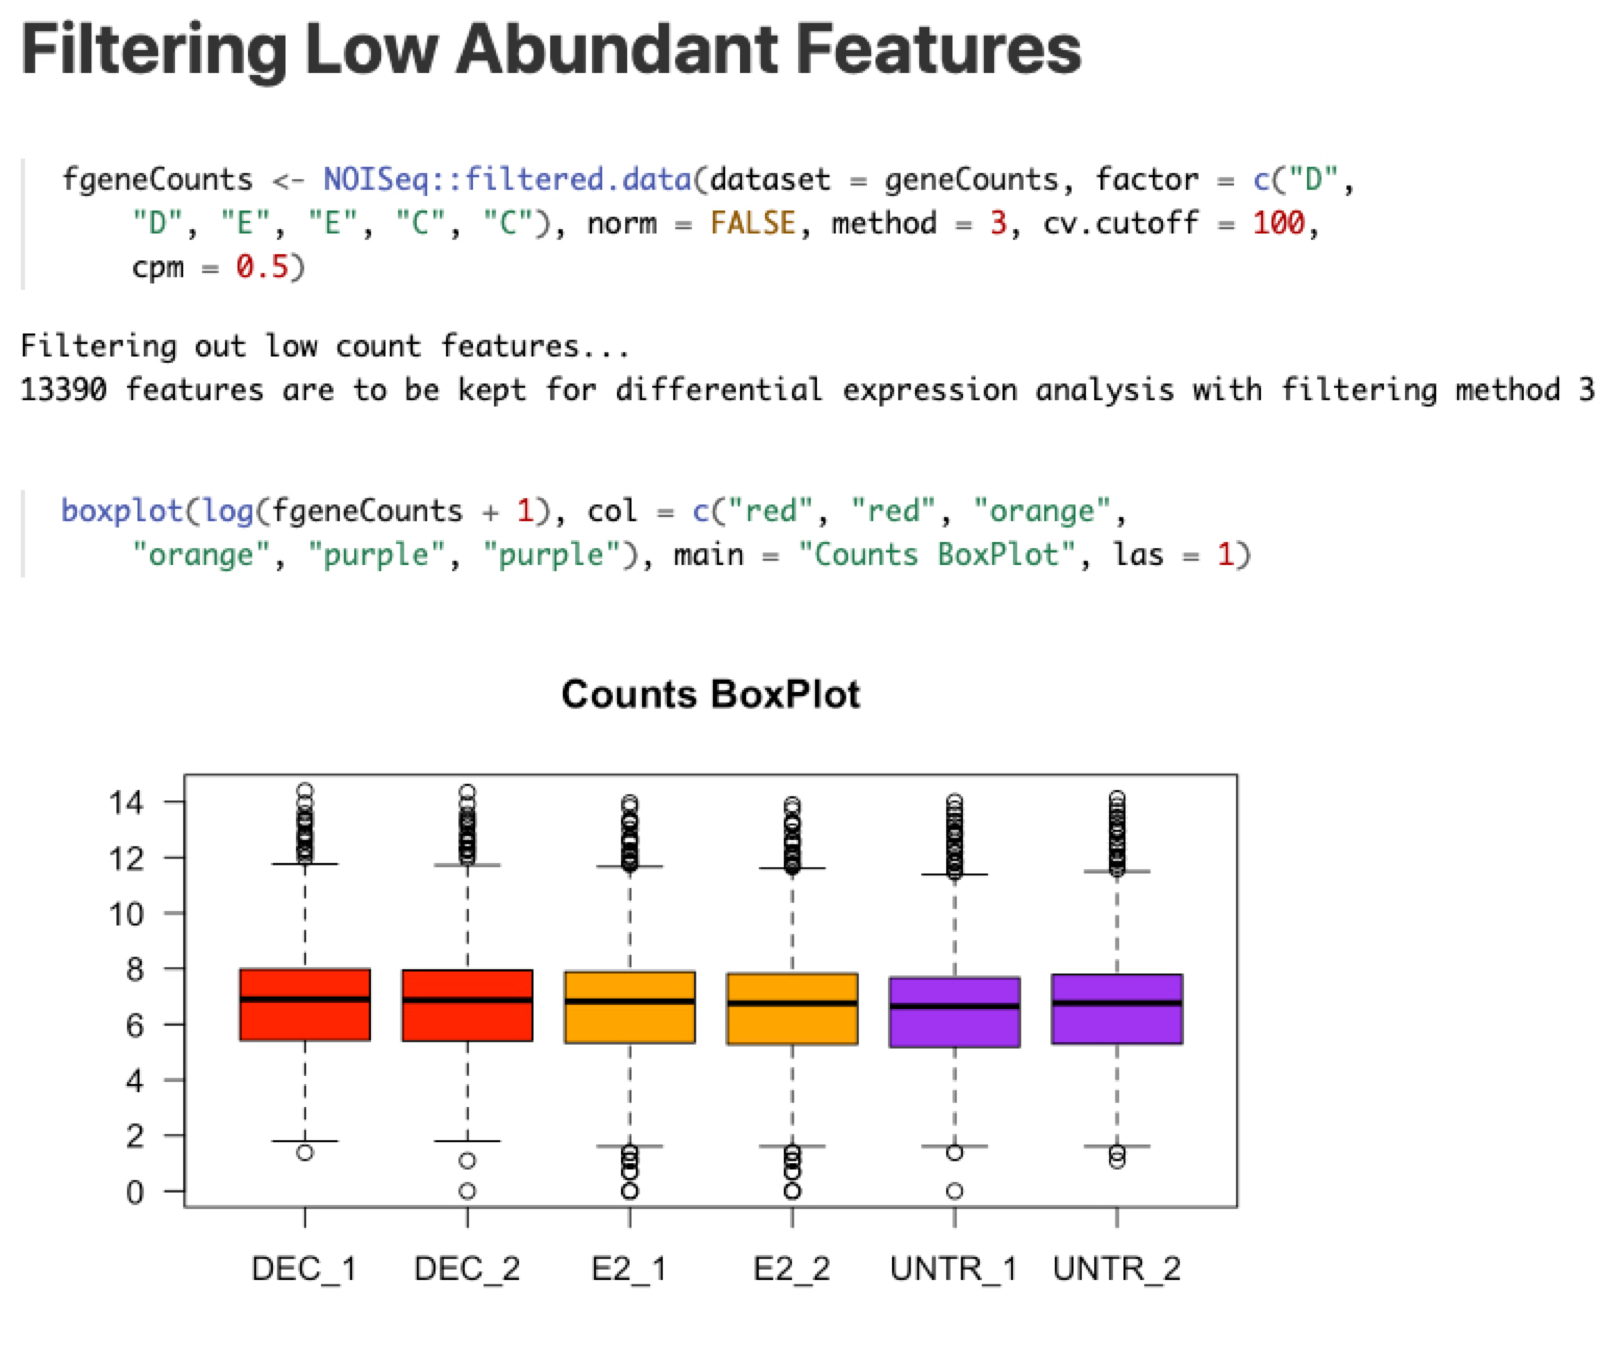 Filtering Low Abundant Features
fgeneCounts <- NOISeq::filtered.data(dataset = geneCounts, factor = c("D",
"D", "E", "E", "C", "C"), norm = FALSE, method = 3, cv.cutoff = 100,
cpm = 0.5)
Filtering out low count features...
13390 features are to be kept for differential expression analysis with filtering method 3
boxplot(log(fgeneCounts + 1), col = c("red", "red", "orange",
"orange", "purple", "purple"), main = "Counts BoxPlot", las = 1)
Counts BoxPlot
14
12
10
8
6
4
2
0
DEC_1 DEC_2 E2_1 E2_2 UNTR_1 UNTR_2